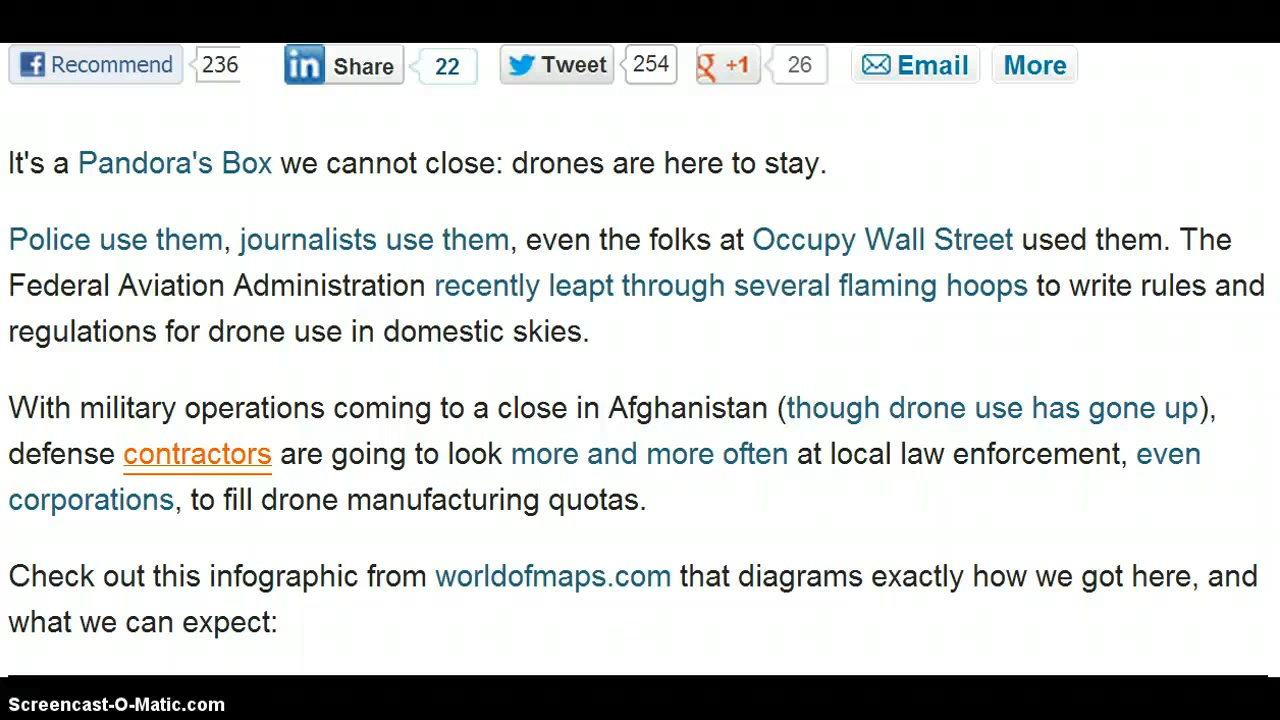 Recommend 236 in Share 22 Tweet 254 g +1 26 Email More
It's a Pandora's Box we cannot close: drones are here to stay.
Police use them, journalists use them, even the folks at Occupy Wall Street used them. The
Federal Aviation Administration recently leapt through several flaming hoops to write rules and
regulations for drone use in domestic skies.
With military operations coming to a close in Afghanistan (though drone use has gone up),
defense contractors are going to look more and more often at local law enforcement, even
corporations, to fill drone manufacturing quotas.
Check out this infographic from worldofmaps.com that diagrams exactly how we got here, and
what we can expect:
Screencast-O-Matic.com